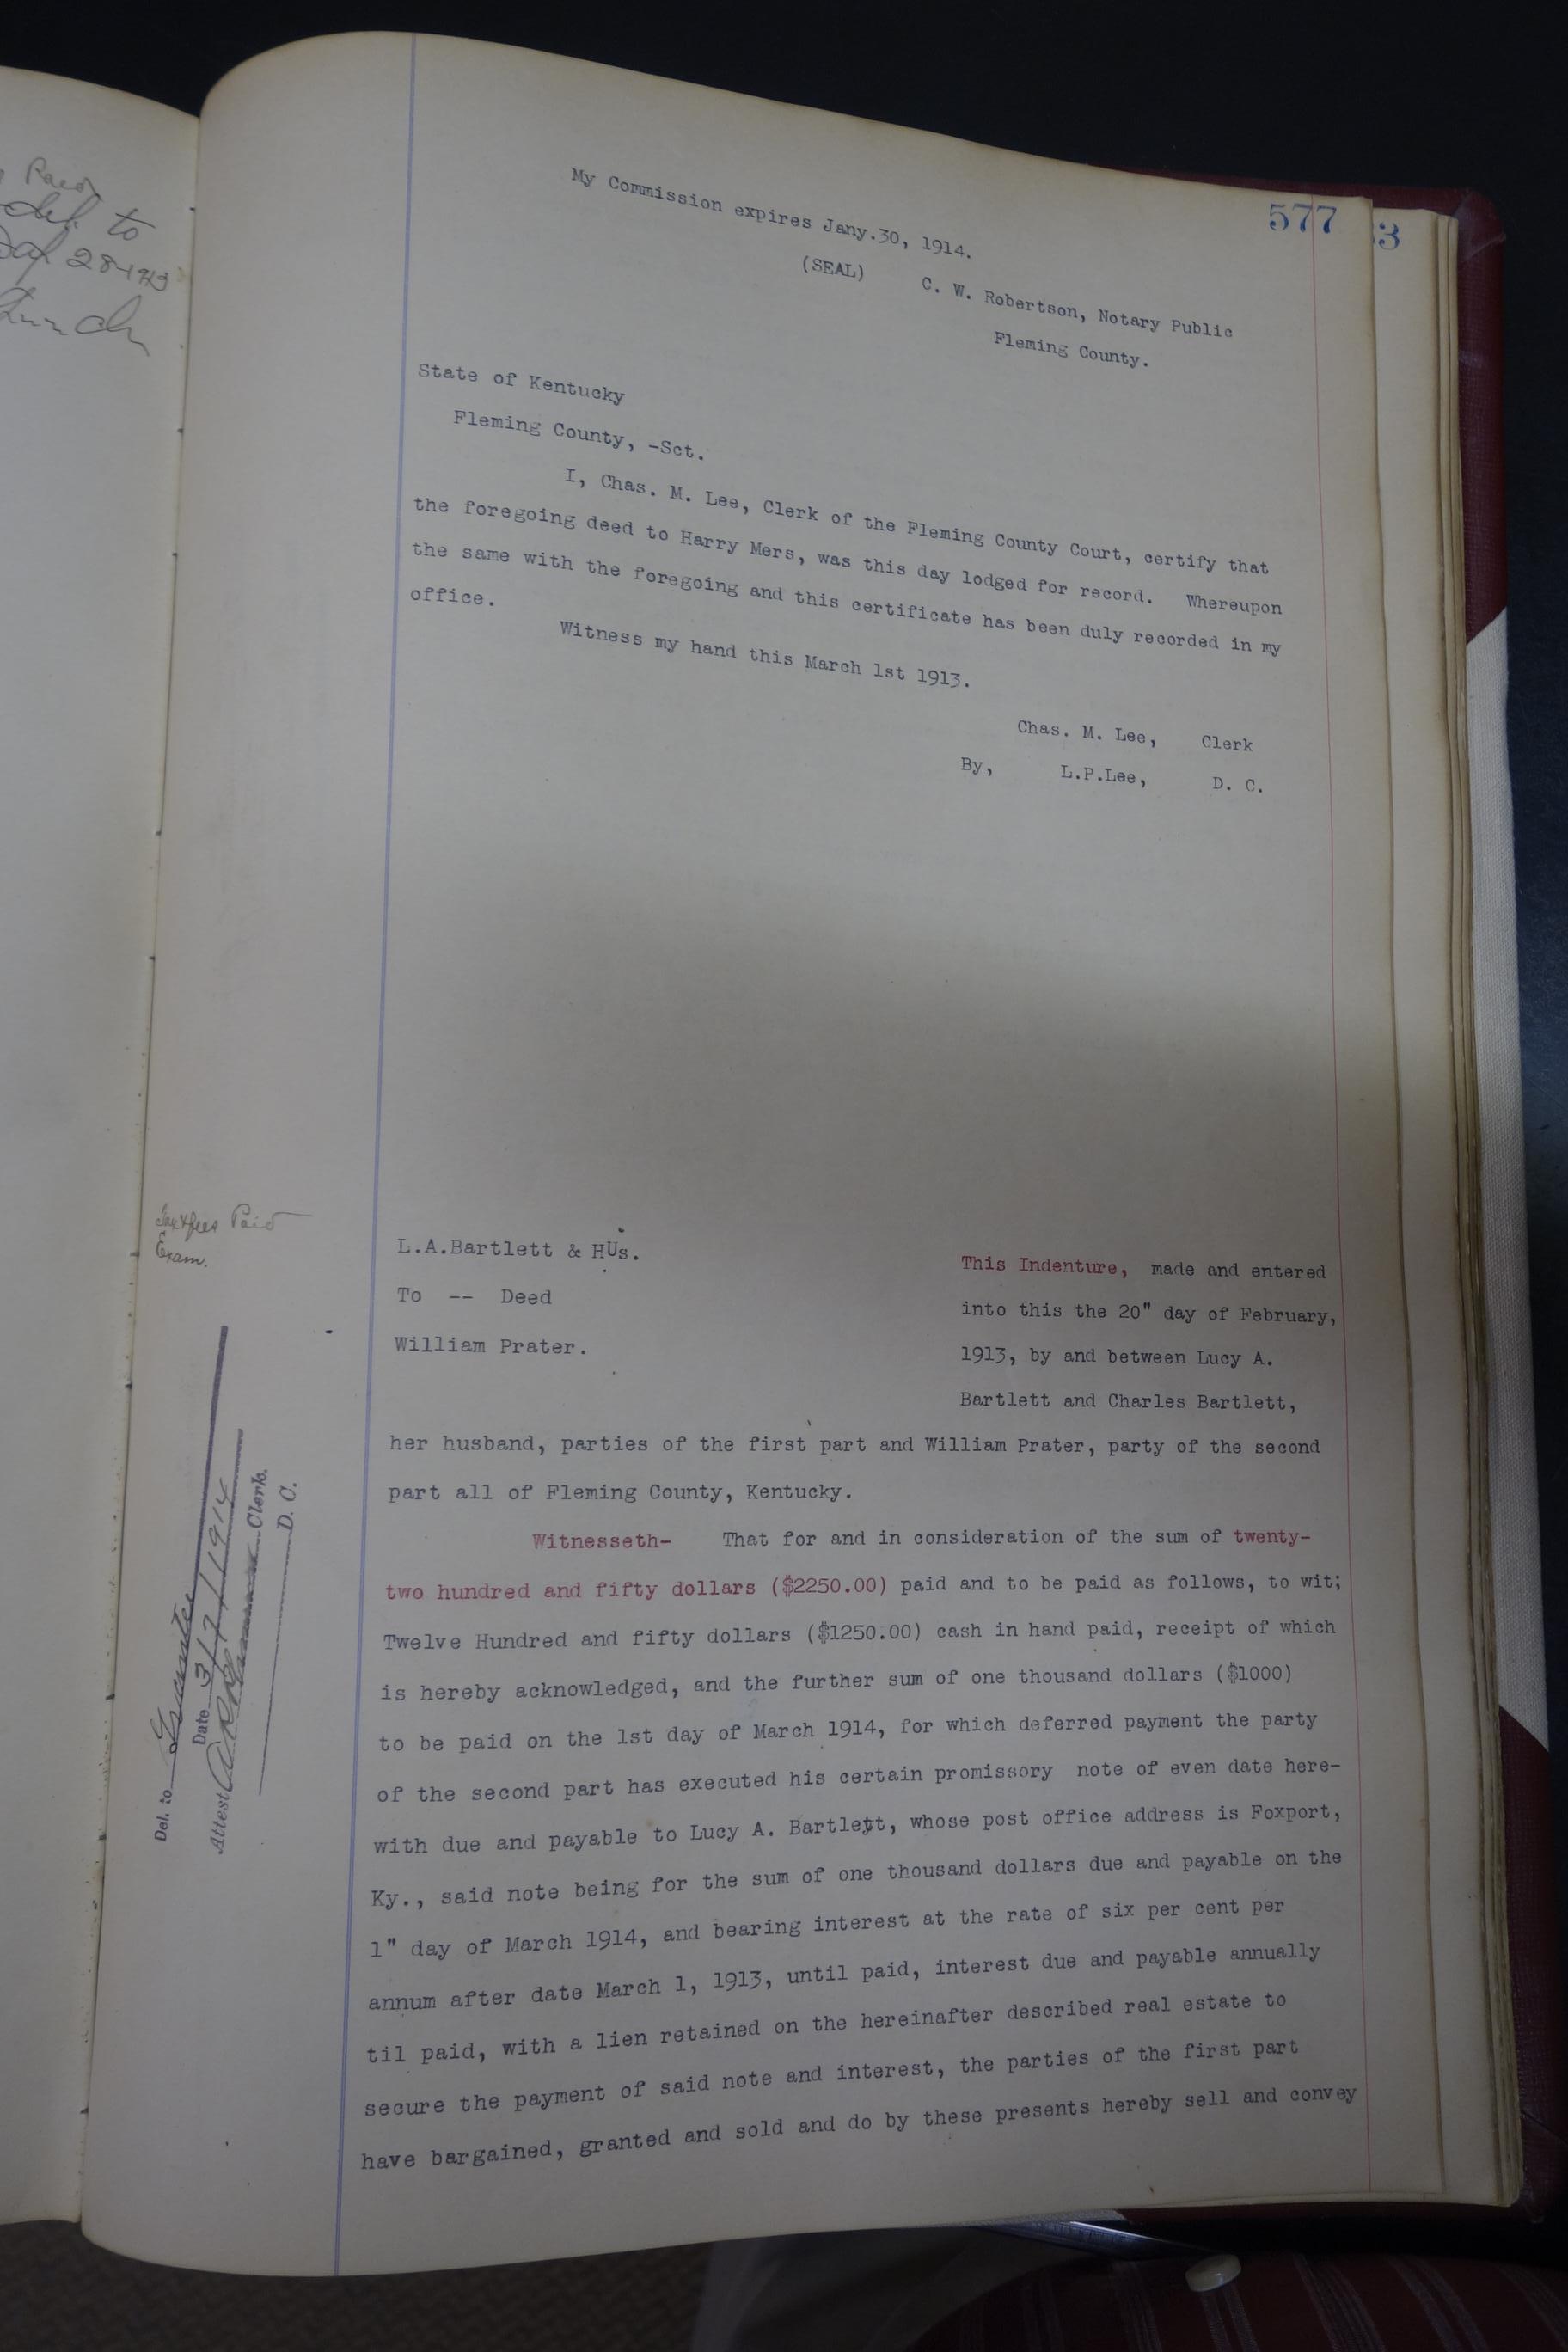 Paid
del. to
28-1913
577
3
My Commission expires Jany.30, 1914.
(SEAL) C. W. Robertson, Notary Public
Fleming County.
State of Kentucky
Fleming County, -Sct.
I, Chas. M. Lee, Clerk of the Fleming County Court, certify that
the foregoing deed to Harry Mers, was this day lodged for record. Whereupon
the same with the foregoing and this certificate has been duly recorded in my
office.
Witness my hand this March 1st 1913.
Chas. M. Lee, Clerk
By, L.P.Lee, D. C.
Tax & fees Paid
Exam.
L.A.Bartlett & HUs.
To -- Deed
William Prater.
This Indenture, made and entered
into this the 20" day of February,
1913, by and between Lucy A.
Bartlett and Charles Bartlett,
her husband, parties of the first part and William Prater, party of the second
part all of Fleming County, Kentucky.
Witnesseth- That for and in consideration of the sum of twenty-
two hundred and fifty dollars ($2250.00) paid and to be paid as follows, to wit;
Twelve Hundred and fifty dollars ($1250.00) cash in hand paid, receipt of which
is hereby acknowledged, and the further sum of one thousand dollars ($1000)
to be paid on the 1st day of March 1914, for which deferred payment the party
of the second part has executed his certain promissory note of even date here-
with due and payable to Lucy A. Bartlett, whose post office address is Foxport,
Ky., said note being for the sum of one thousand dollars due and payable on the
1" day of March 1914, and bearing interest at the rate of six per cent per
annum after date March 1, 1913, until paid, interest due and payable annually
til paid, with a lien retained on the hereinafter described real estate to
secure the payment of said note and interest, the parties of the first part
have bargained, granted and sold and do by these presents hereby sell and convey
Del. to Grantee
Date 3/7/1914
Attest Clerk.
D. C.